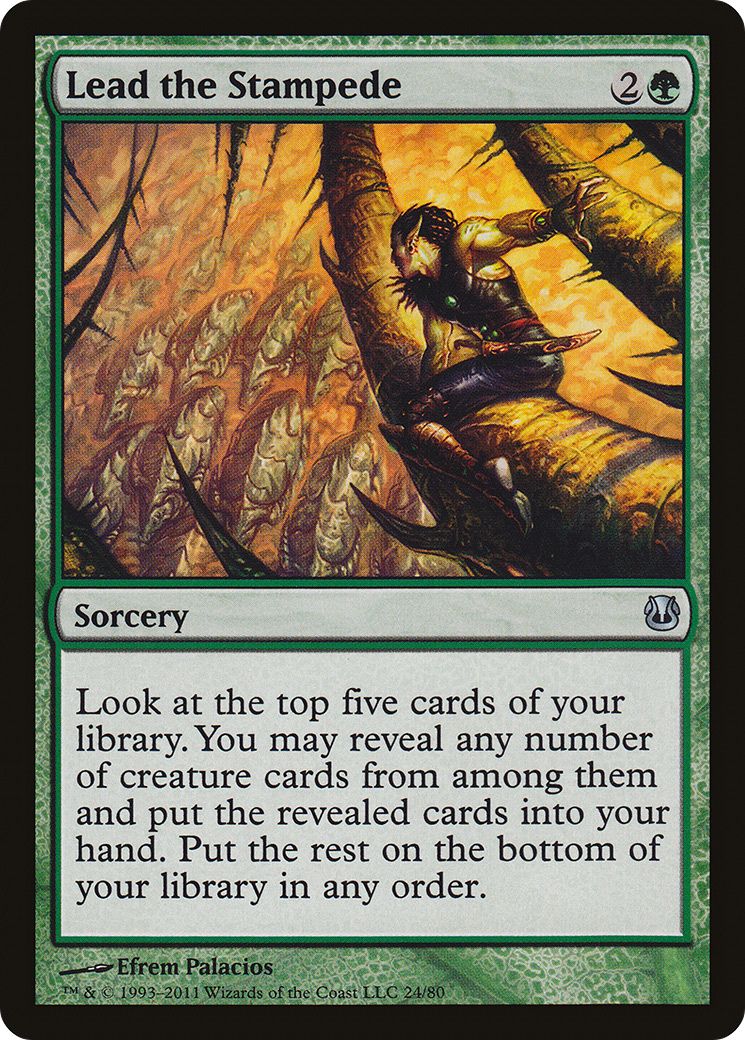 Lead the Stampede 2
Sorcery
Look at the top five cards of your
library. You may reveal any number
of creature cards from among them
and put the revealed cards into your
hand. Put the rest on the bottom of
your library in any order.
Efrem Palacios
™ & © 1993–2011 Wizards of the Coast LLC 24/80